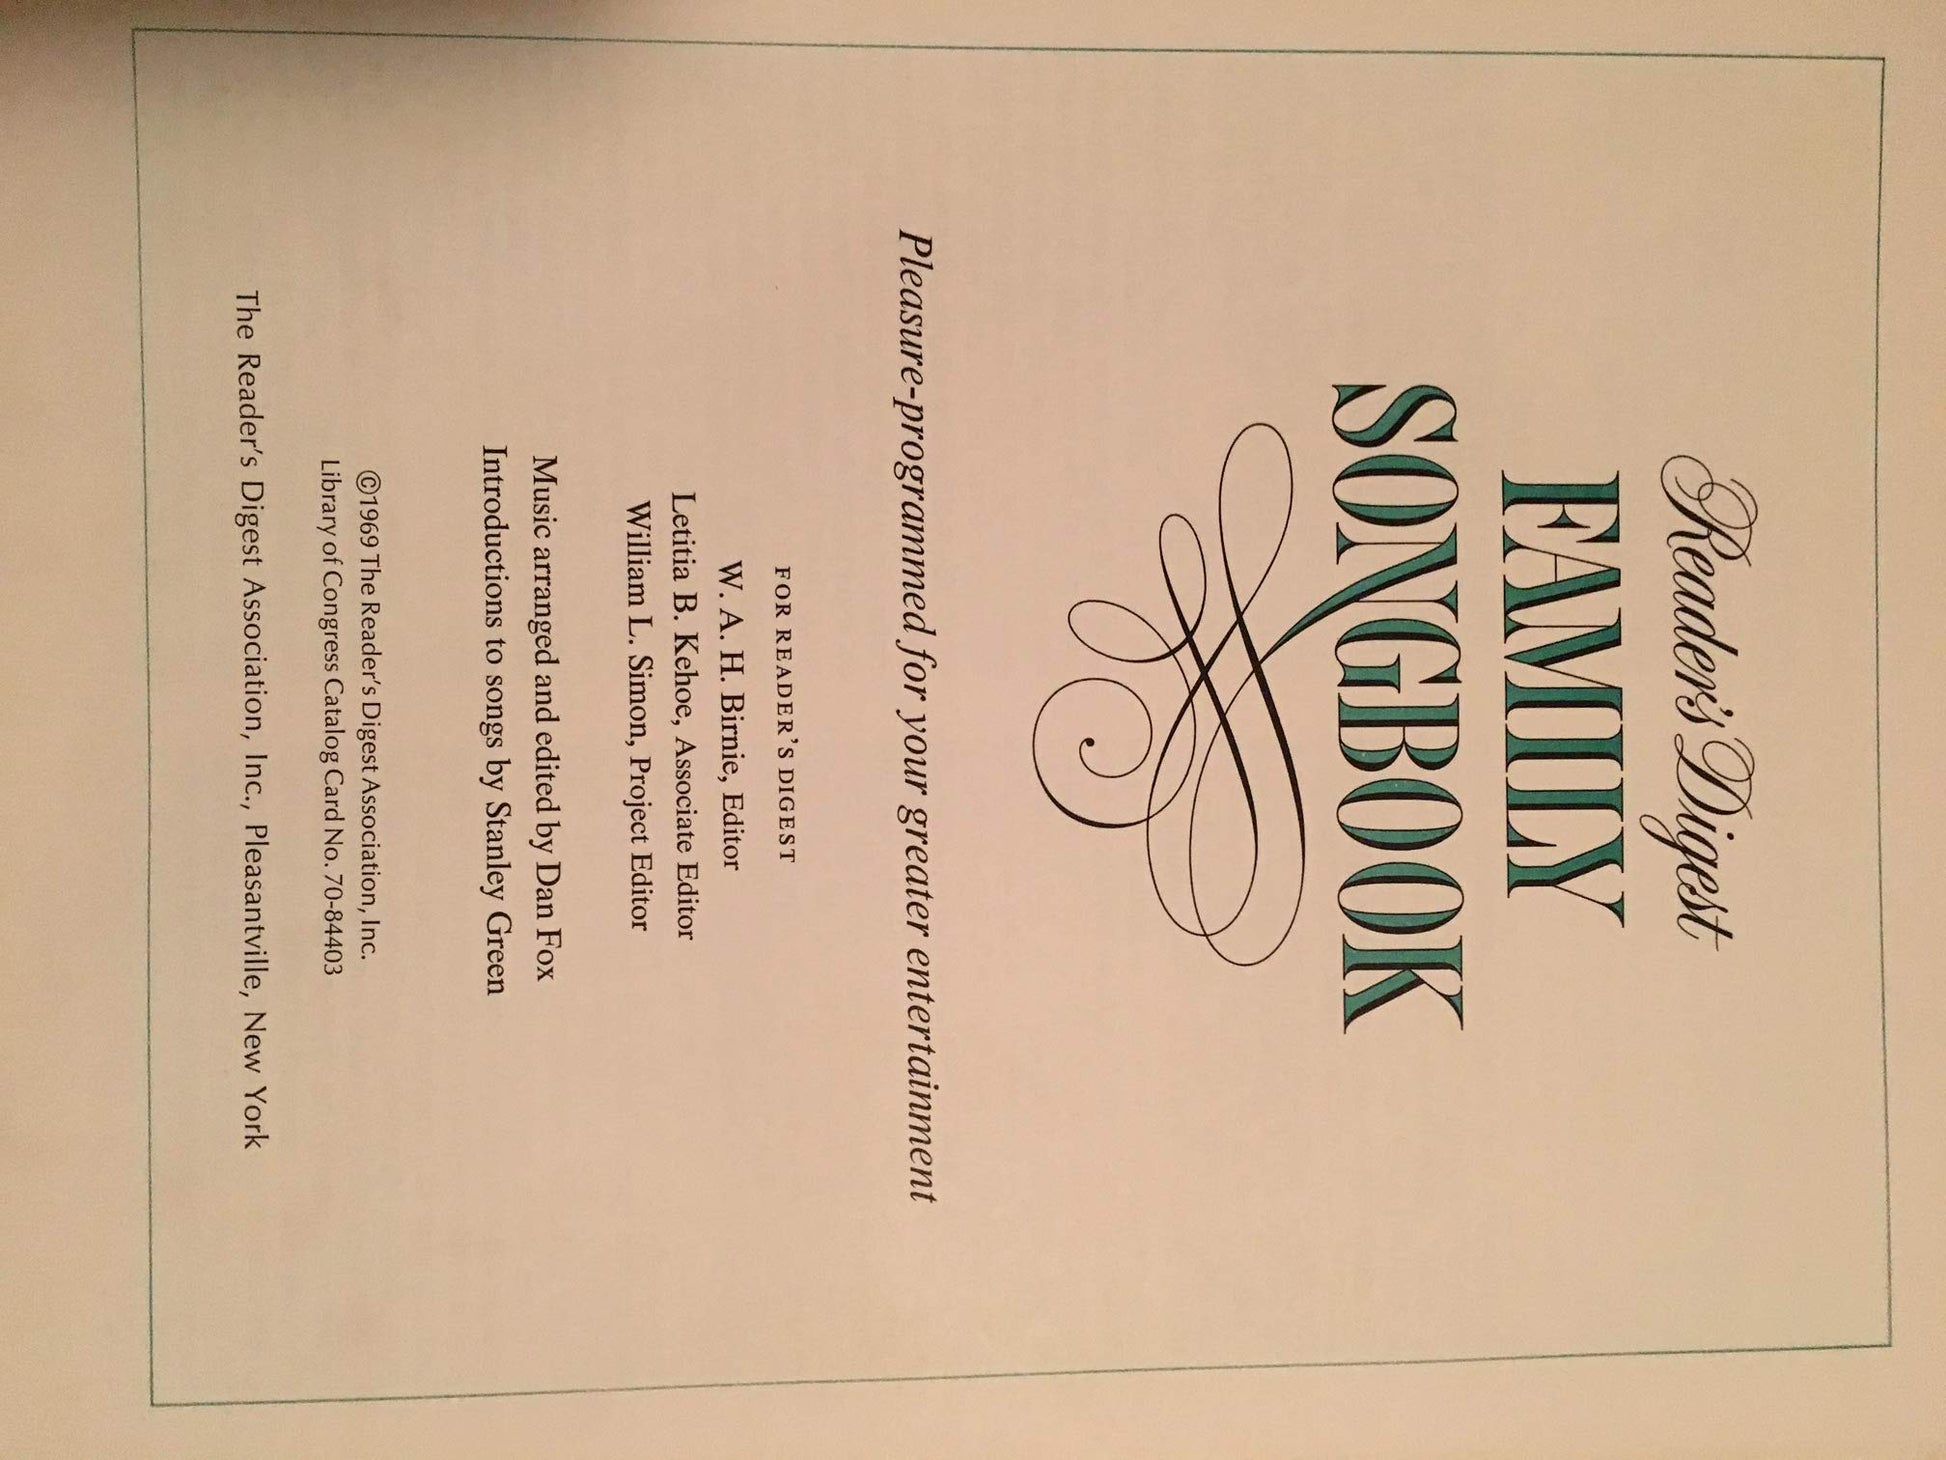 Reader's Digest
FAMILY
SONGBOOK
Pleasure-programmed for your greater entertainment
FOR READER'S DIGEST
W. A. H. Birnie, Editor
Letitia B. Kehoe, Associate Editor
William L. Simon, Project Editor
Music arranged and edited by Dan Fox
Introductions to songs by Stanley Green
©1969 The Reader's Digest Association, Inc.
Library of Congress Catalog Card No. 70-84403
The Reader's Digest Association, Inc., Pleasantville, New York